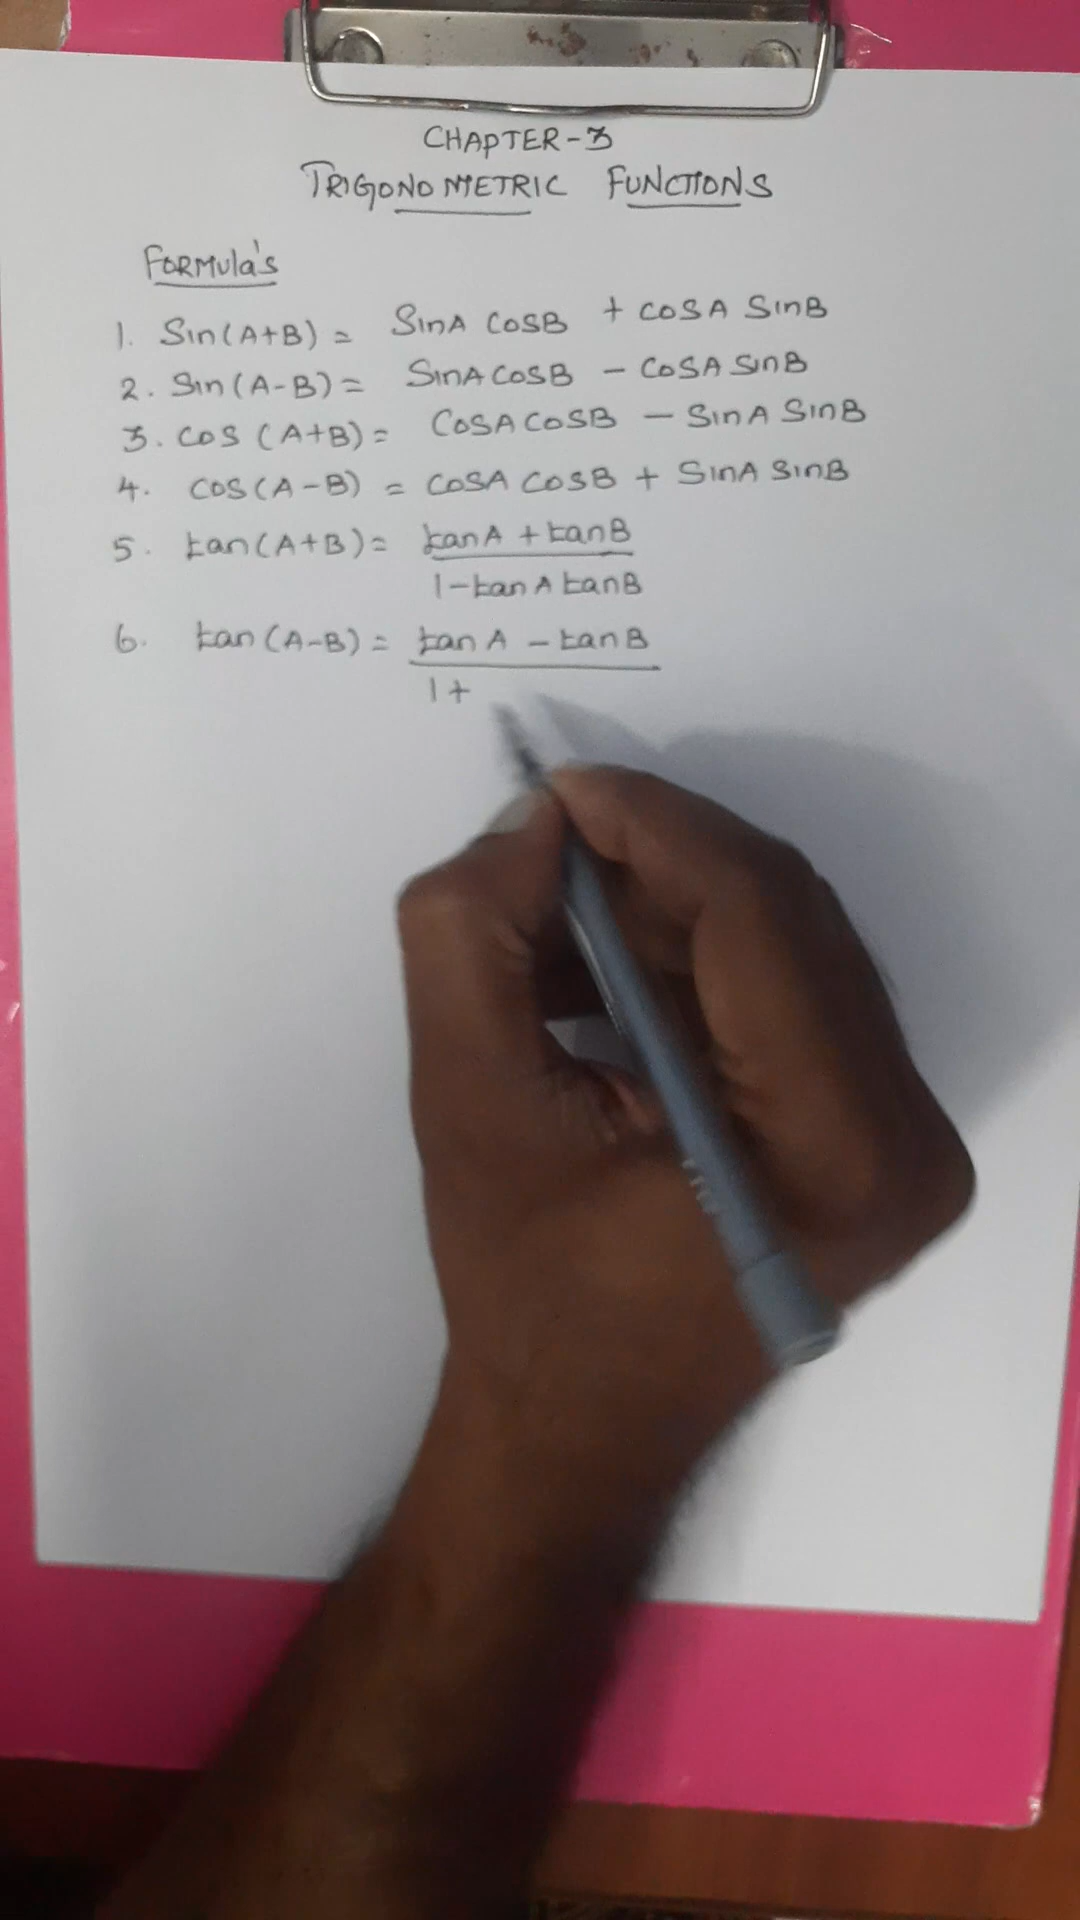 CHAPTER-3
TRIGONOMETRIC FUNCTIONS
FORMula's
1. Sin(A+B) = SinA COSB + COSA SinB
2. Sin(A-B) = SinA COSB - COSA SinB
3. COS (A+B) = COSA COSB - SinA SinB
4. COS(A-B) = COSA COSB + SinA SinB
5. tan(A+B) = tanA + tanB
1-tanA tanB
6. tan(A-B) = tanA - tanB
1+